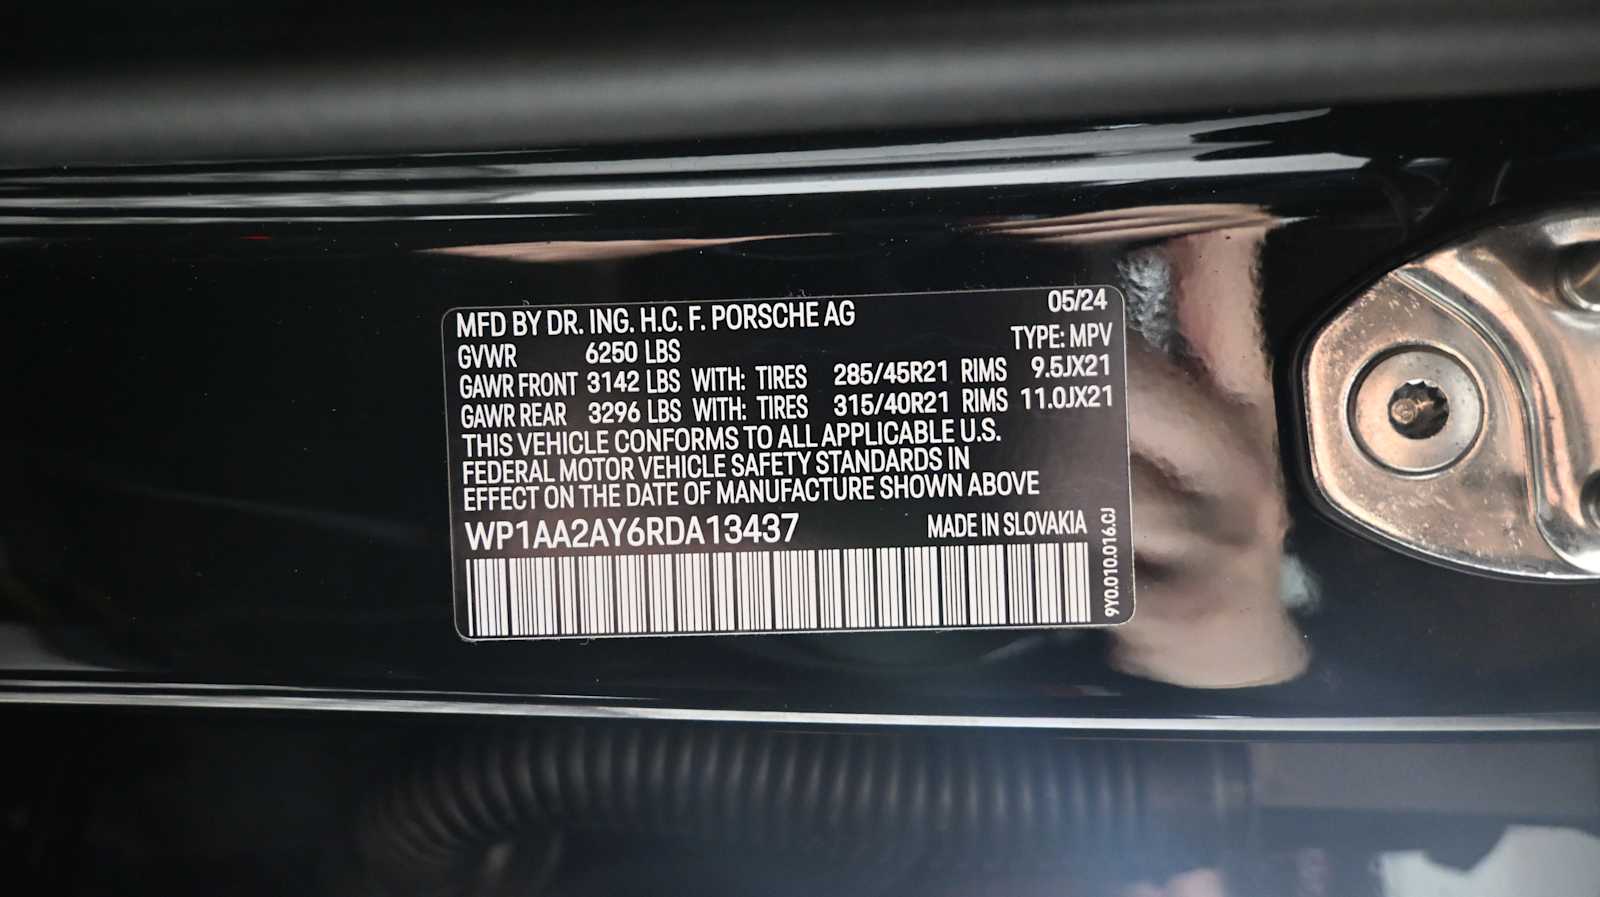 MFD BY DR. ING. H.C. F. PORSCHE AG 05/24
GVWR 6250 LBS TYPE: MPV
GAWR FRONT 3142 LBS WITH: TIRES 285/45R21 RIMS 9.5JX21
GAWR REAR 3296 LBS WITH: TIRES 315/40R21 RIMS 11.0JX21
THIS VEHICLE CONFORMS TO ALL APPLICABLE U.S.
FEDERAL MOTOR VEHICLE SAFETY STANDARDS IN
EFFECT ON THE DATE OF MANUFACTURE SHOWN ABOVE
WP1AA2AY6RDA13437 MADE IN SLOVAKIA
9Y0.010.016.CJ